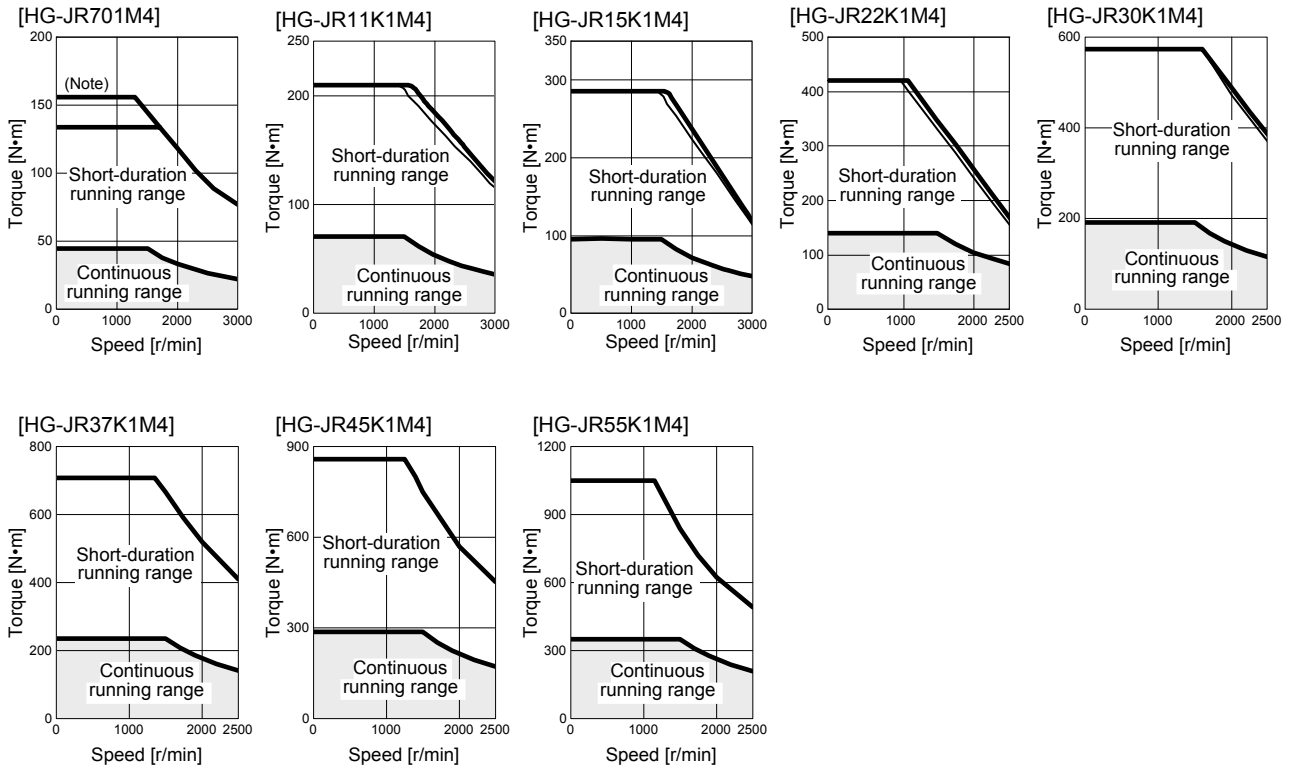 [HG-JR701M4]
200
150
100
50
0
(Note)
Torque [N•m]
Short-duration
running range
Continuous
running range
0 1000 2000 3000
Speed [r/min]
[HG-JR11K1M4]
250
200
100
0
Torque [N•m]
Short-duration
running range
Continuous
running range
0 1000 2000 3000
Speed [r/min]
[HG-JR15K1M4]
350
300
200
100
0
Torque [N•m]
Short-duration
running range
Continuous
running range
0 1000 2000 3000
Speed [r/min]
[HG-JR22K1M4]
500
400
300
200
100
0
Torque [N•m]
Short-duration
running range
Continuous
running range
0 1000 2000 2500
Speed [r/min]
[HG-JR30K1M4]
600
400
200
0
Torque [N•m]
Short-duration
running range
Continuous
running range
0 1000 2000 2500
Speed [r/min]
[HG-JR37K1M4]
800
600
400
200
0
Torque [N•m]
Short-duration
running range
Continuous
running range
0 1000 2000 2500
Speed [r/min]
[HG-JR45K1M4]
900
600
300
0
Torque [N•m]
Short-duration
running range
Continuous
running range
0 1000 2000 2500
Speed [r/min]
[HG-JR55K1M4]
1200
900
600
300
0
Torque [N•m]
Short-duration
running range
Continuous
running range
0 1000 2000 2500
Speed [r/min]